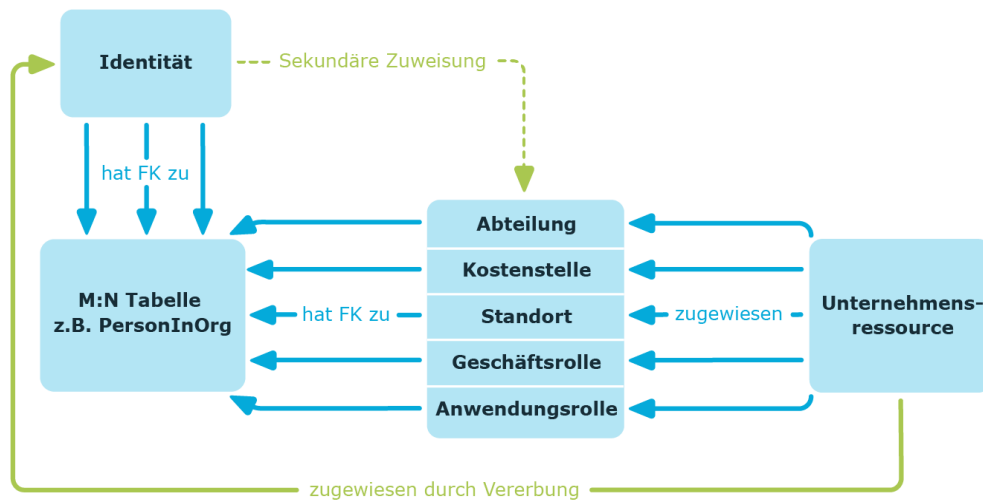 Identität
Sekundäre Zuweisung
hat FK zu
Abteilung
Kostenstelle
M:N Tabelle
z.B. PersonInOrg
hat FK zu
Standort
zugewiesen
Unternehmens-
ressource
Geschäftsrolle
Anwendungsrolle
zugewiesen durch Vererbung